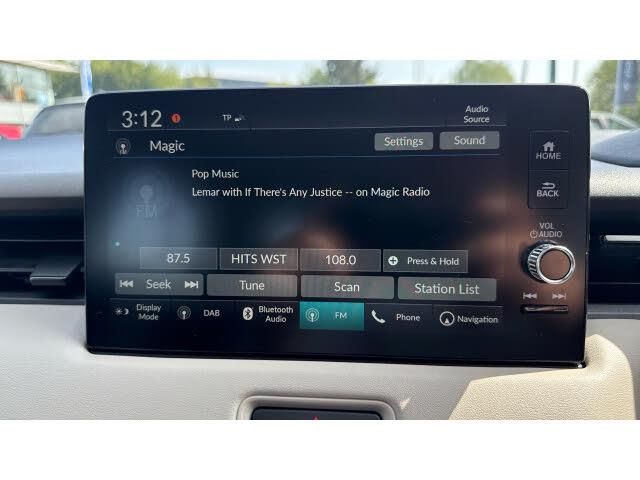 3:12 TP Audio Source
FM Magic Settings Sound
HOME
Pop Music
Lemar with If There's Any Justice -- on Magic Radio
BACK
FM
VOL
AUDIO
87.5 HITS WST 108.0 Press & Hold
Seek Tune Scan Station List
Display Mode DAB Bluetooth Audio FM Phone Navigation